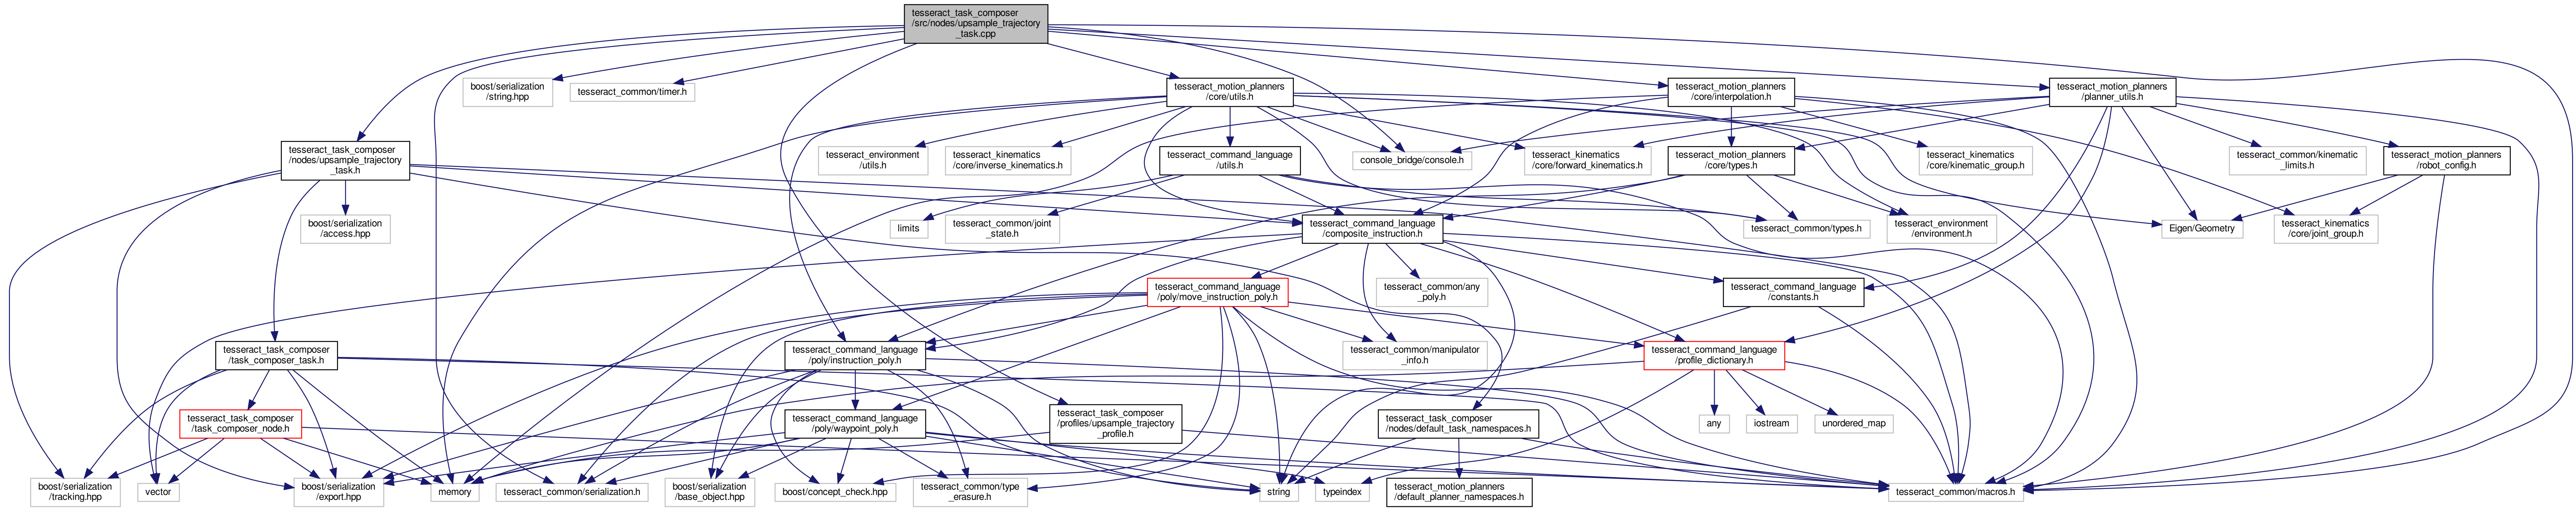 tesseract_task_composer
/src/nodes/upsample_trajectory
_task.cpp
boost/serialization
/string.hpp
tesseract_common/timer.h
tesseract_motion_planners
/core/utils.h
tesseract_motion_planners
/core/interpolation.h
tesseract_motion_planners
/planner_utils.h
tesseract_task_composer
/nodes/upsample_trajectory
_task.h
tesseract_environment
/utils.h
tesseract_kinematics
/core/inverse_kinematics.h
tesseract_command_language
/utils.h
console_bridge/console.h
tesseract_kinematics
/core/forward_kinematics.h
tesseract_motion_planners
/core/types.h
tesseract_kinematics
/core/kinematic_group.h
tesseract_common/kinematic
_limits.h
tesseract_motion_planners
/robot_config.h
boost/serialization
/access.hpp
limits
tesseract_common/joint
_state.h
tesseract_command_language
/composite_instruction.h
tesseract_common/types.h
tesseract_environment
/environment.h
Eigen/Geometry
tesseract_kinematics
/core/joint_group.h
tesseract_command_language
/poly/move_instruction_poly.h
tesseract_common/any
_poly.h
tesseract_command_language
/constants.h
tesseract_task_composer
/task_composer_task.h
tesseract_command_language
/poly/instruction_poly.h
tesseract_common/manipulator
_info.h
tesseract_command_language
/profile_dictionary.h
tesseract_task_composer
/task_composer_node.h
tesseract_command_language
/poly/waypoint_poly.h
tesseract_task_composer
/profiles/upsample_trajectory
_profile.h
tesseract_task_composer
/nodes/default_task_namespaces.h
any
iostream
unordered_map
boost/serialization
/tracking.hpp
vector
boost/serialization
/export.hpp
memory
tesseract_common/serialization.h
boost/serialization
/base_object.hpp
boost/concept_check.hpp
tesseract_common/type
_erasure.h
string
typeindex
tesseract_motion_planners
/default_planner_namespaces.h
tesseract_common/macros.h